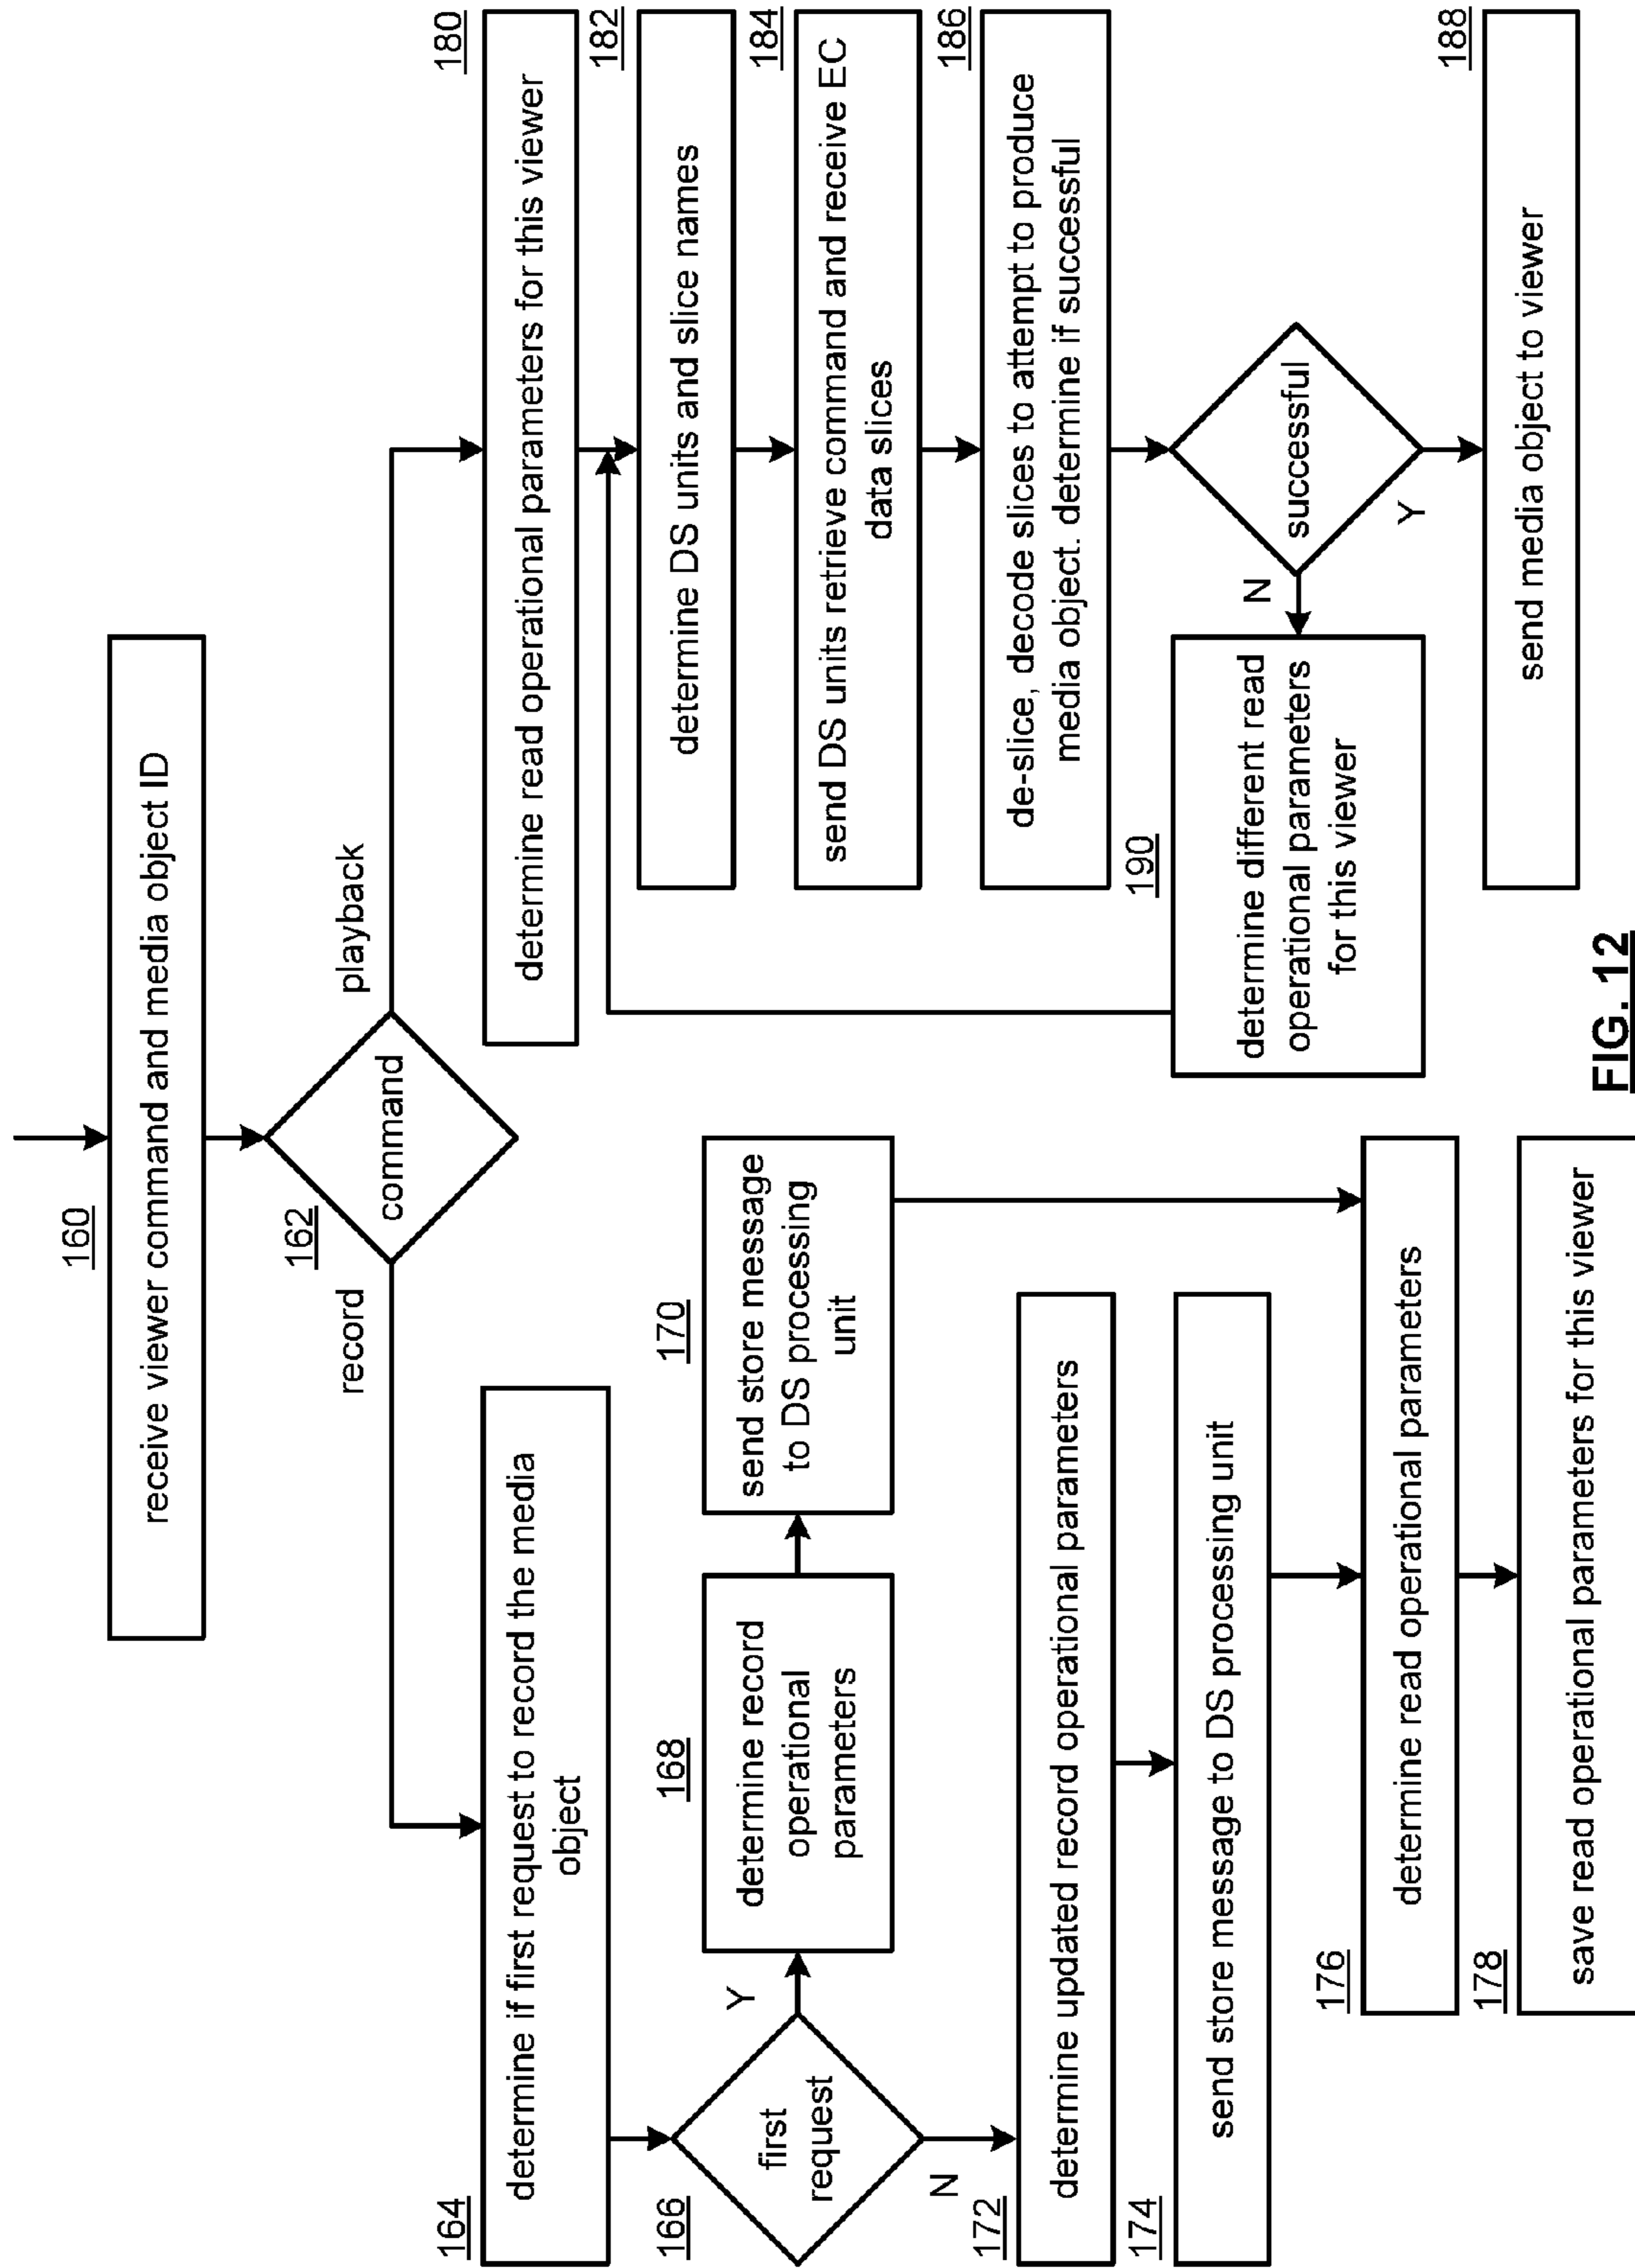 160
receive viewer command and media object ID
162
command
record
playback
164
determine if first request to record the media
object
166
first
request
Y
N
168
determine record
operational
parameters
170
send store message
to DS processing
unit
172
determine updated record operational parameters
174
send store message to DS processing unit
176
determine read operational parameters
178
save read operational parameters for this viewer
180
determine read operational parameters for this viewer
182
determine DS units and slice names
184
send DS units retrieve command and receive EC
data slices
186
de-slice, decode slices to attempt to produce
media object. determine if successful
successful
N
Y
190
determine different read
operational parameters
for this viewer
188
send media object to viewer
FIG. 12